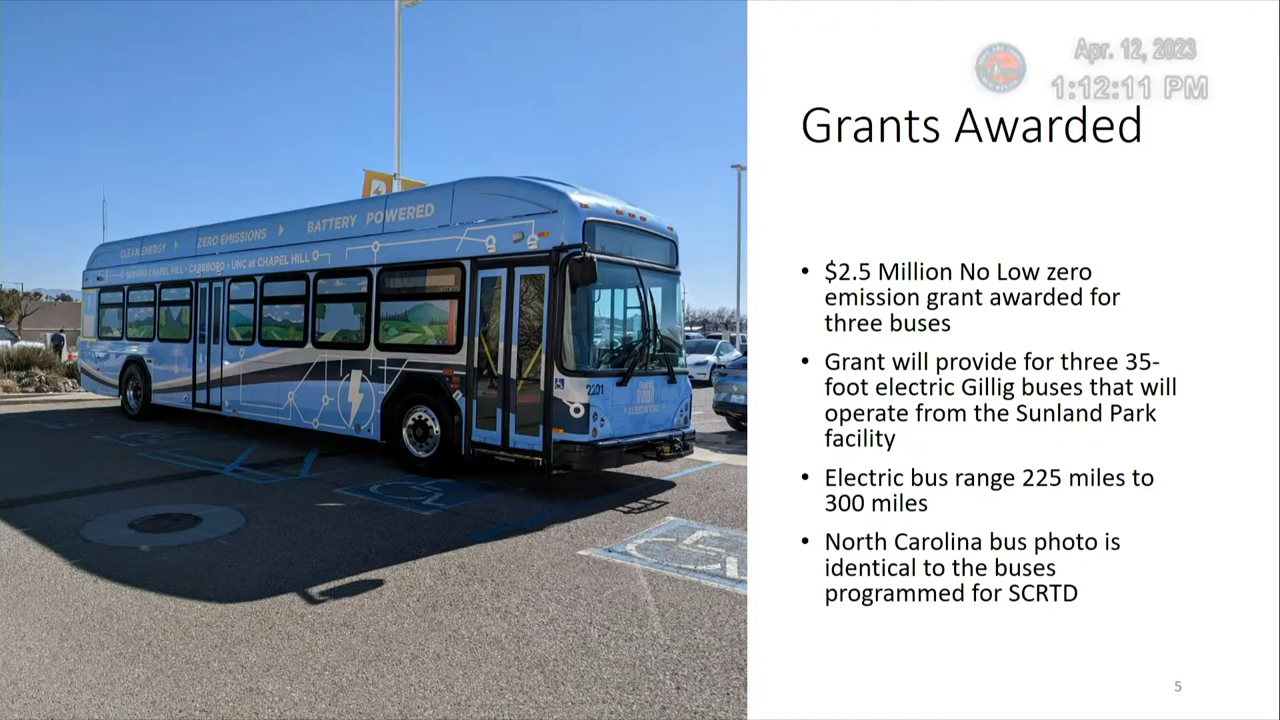 Apr. 12, 2023
1:12:11 PM
Grants Awarded
BATTERY POWERED
CLEAN ENERGY
ZERO EMISSIONS
SERVING CHAPEL HILL • CARRBORO • UNC at CHAPEL HILL
2201
• $2.5 Million No Low zero
emission grant awarded for
three buses
• Grant will provide for three 35-
foot electric Gillig buses that will
operate from the Sunland Park
facility
• Electric bus range 225 miles to
300 miles
• North Carolina bus photo is
identical to the buses
programmed for SCRTD
5